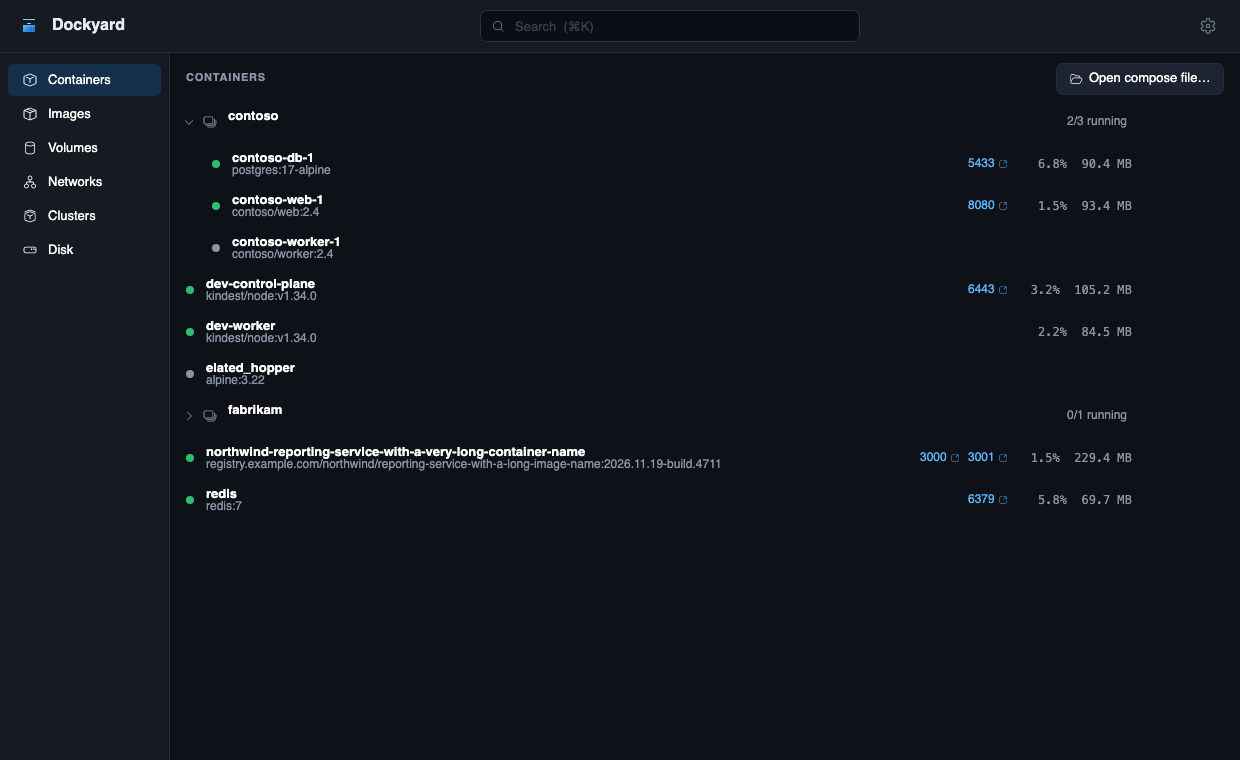 Dockyard
Search (⌘K)
Containers
Images
Volumes
Networks
Clusters
Disk
CONTAINERS
Open compose file…
contoso
2/3 running
contoso-db-1
postgres:17-alpine
5433 6.8% 90.4 MB
contoso-web-1
contoso/web:2.4
8080 1.5% 93.4 MB
contoso-worker-1
contoso/worker:2.4
dev-control-plane
kindest/node:v1.34.0
6443 3.2% 105.2 MB
dev-worker
kindest/node:v1.34.0
2.2% 84.5 MB
elated_hopper
alpine:3.22
fabrikam
0/1 running
northwind-reporting-service-with-a-very-long-container-name
registry.example.com/northwind/reporting-service-with-a-long-image-name:2026.11.19-build.4711
3000 3001 1.5% 229.4 MB
redis
redis:7
6379 5.8% 69.7 MB